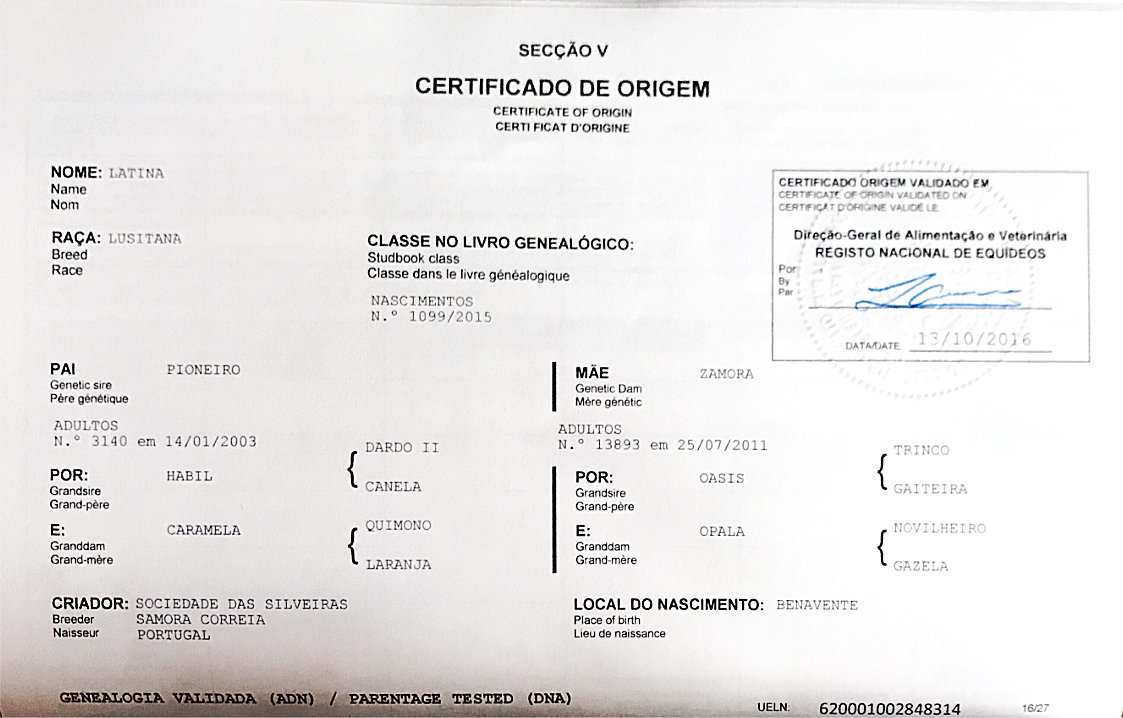 SECÇÃO V
CERTIFICADO DE ORIGEM
CERTIFICATE OF ORIGIN
CERTIFICAT D'ORIGINE
NOME: LATINA
Name
Nom
RAÇA: LUSITANA
Breed
Race
CLASSE NO LIVRO GENEALÓGICO:
Studbook class
Classe dans le livre généalogique
NASCIMENTOS
N.º 1099/2015
CERTIFICADO ORIGEM VALIDADO EM
CERTIFICATE OF ORIGIN VALIDATED ON
CERTIFICAT D'ORIGINE VALIDÉ LE
Direção-Geral de Alimentação e Veterinária
REGISTO NACIONAL DE EQUÍDEOS
Por
By
Par
DATA/DATE 13/10/2016
PAI PIONEIRO
Genetic sire
Père génétique
ADULTOS
N.º 3140 em 14/01/2003
POR: HABIL
Grandsire
Grand-père
DARDO II
CANELA
E: CARAMELA
Granddam
Grand-mère
QUIMONO
LARANJA
MÃE ZAMORA
Genetic Dam
Mère génétic
ADULTOS
N.º 13893 em 25/07/2011
POR: OASIS
Grandsire
Grand-père
TRINCO
GAITEIRA
E: OPALA
Granddam
Grand-mère
NOVILHEIRO
GAZELA
CRIADOR: SOCIEDADE DAS SILVEIRAS
Breeder SAMORA CORREIA
Naisseur PORTUGAL
LOCAL DO NASCIMENTO: BENAVENTE
Place of birth
Lieu de naissance
GENEALOGIA VALIDADA (ADN) / PARENTAGE TESTED (DNA)
UELN. 620001002848314
16/27